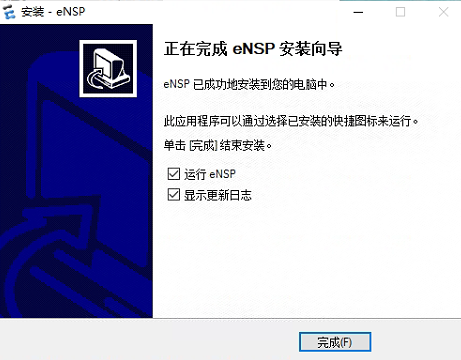 安装 - eNSP
正在完成 eNSP 安装向导
eNSP 已成功地安装到您的电脑中。
此应用程序可以通过选择已安装的快捷图标来运行。
单击 [完成] 结束安装。
运行 eNSP
显示更新日志
完成(F)